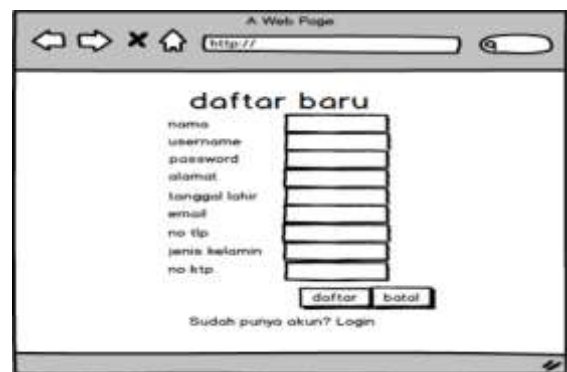 A Web Page
http://
daftar baru
nama
username
password
alamat
tanggal lahir
email
no tlp
jenis kelamin
no ktp
daftar batal
Sudah punya akun? Login